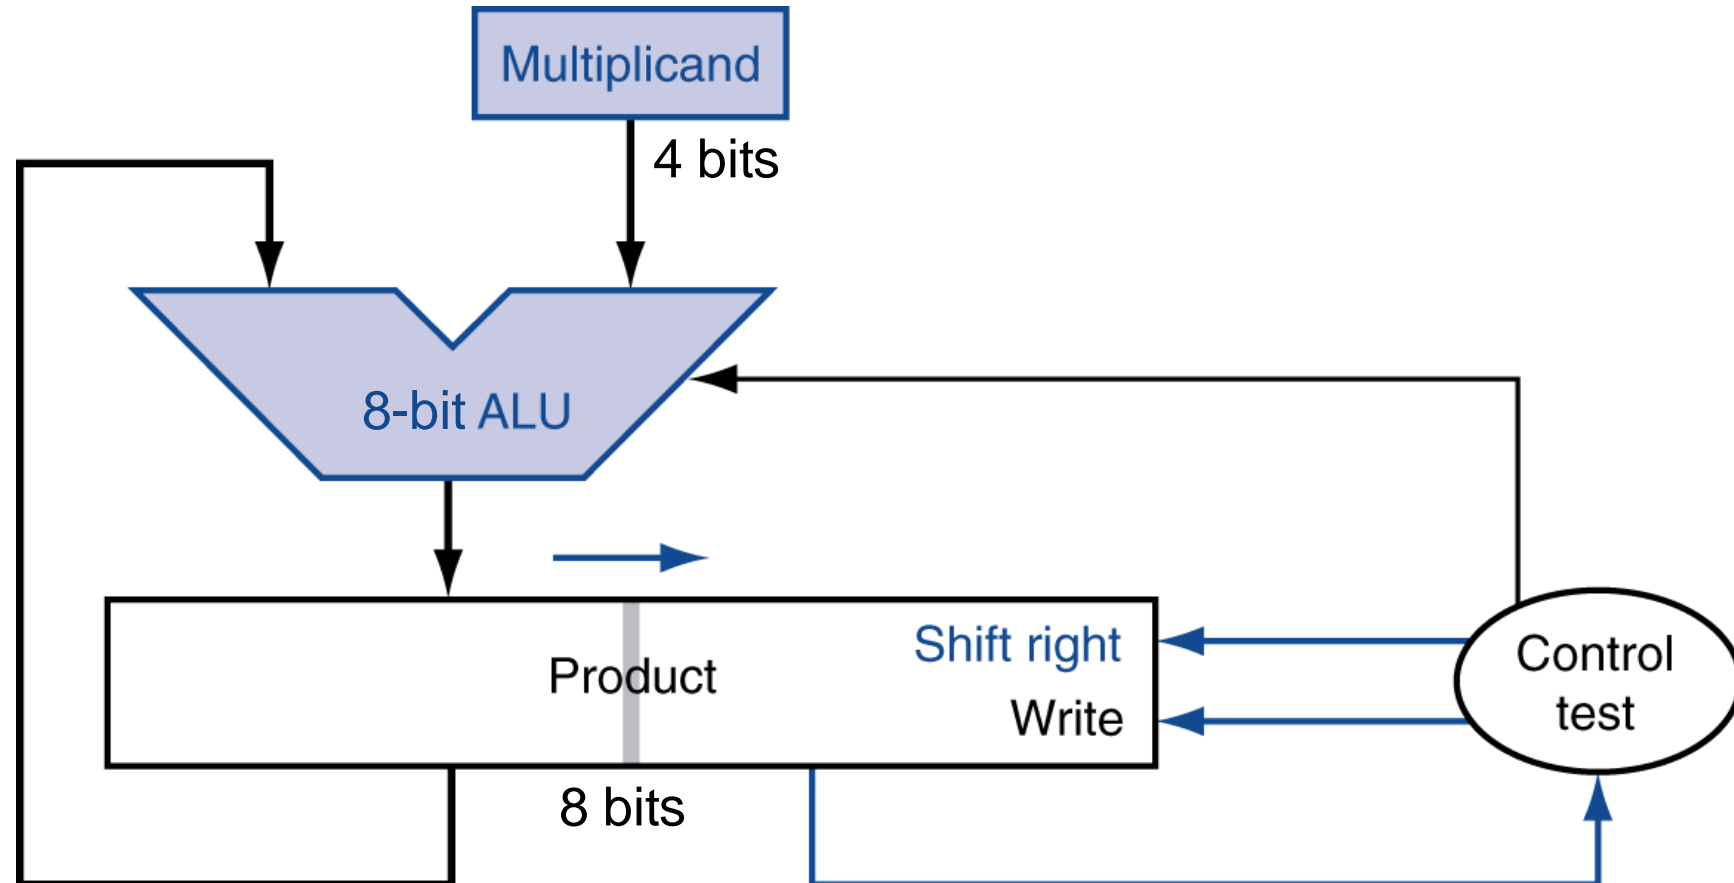 Multiplicand
4 bits
8-bit ALU
Product
Shift right
Write
Control
test
8 bits